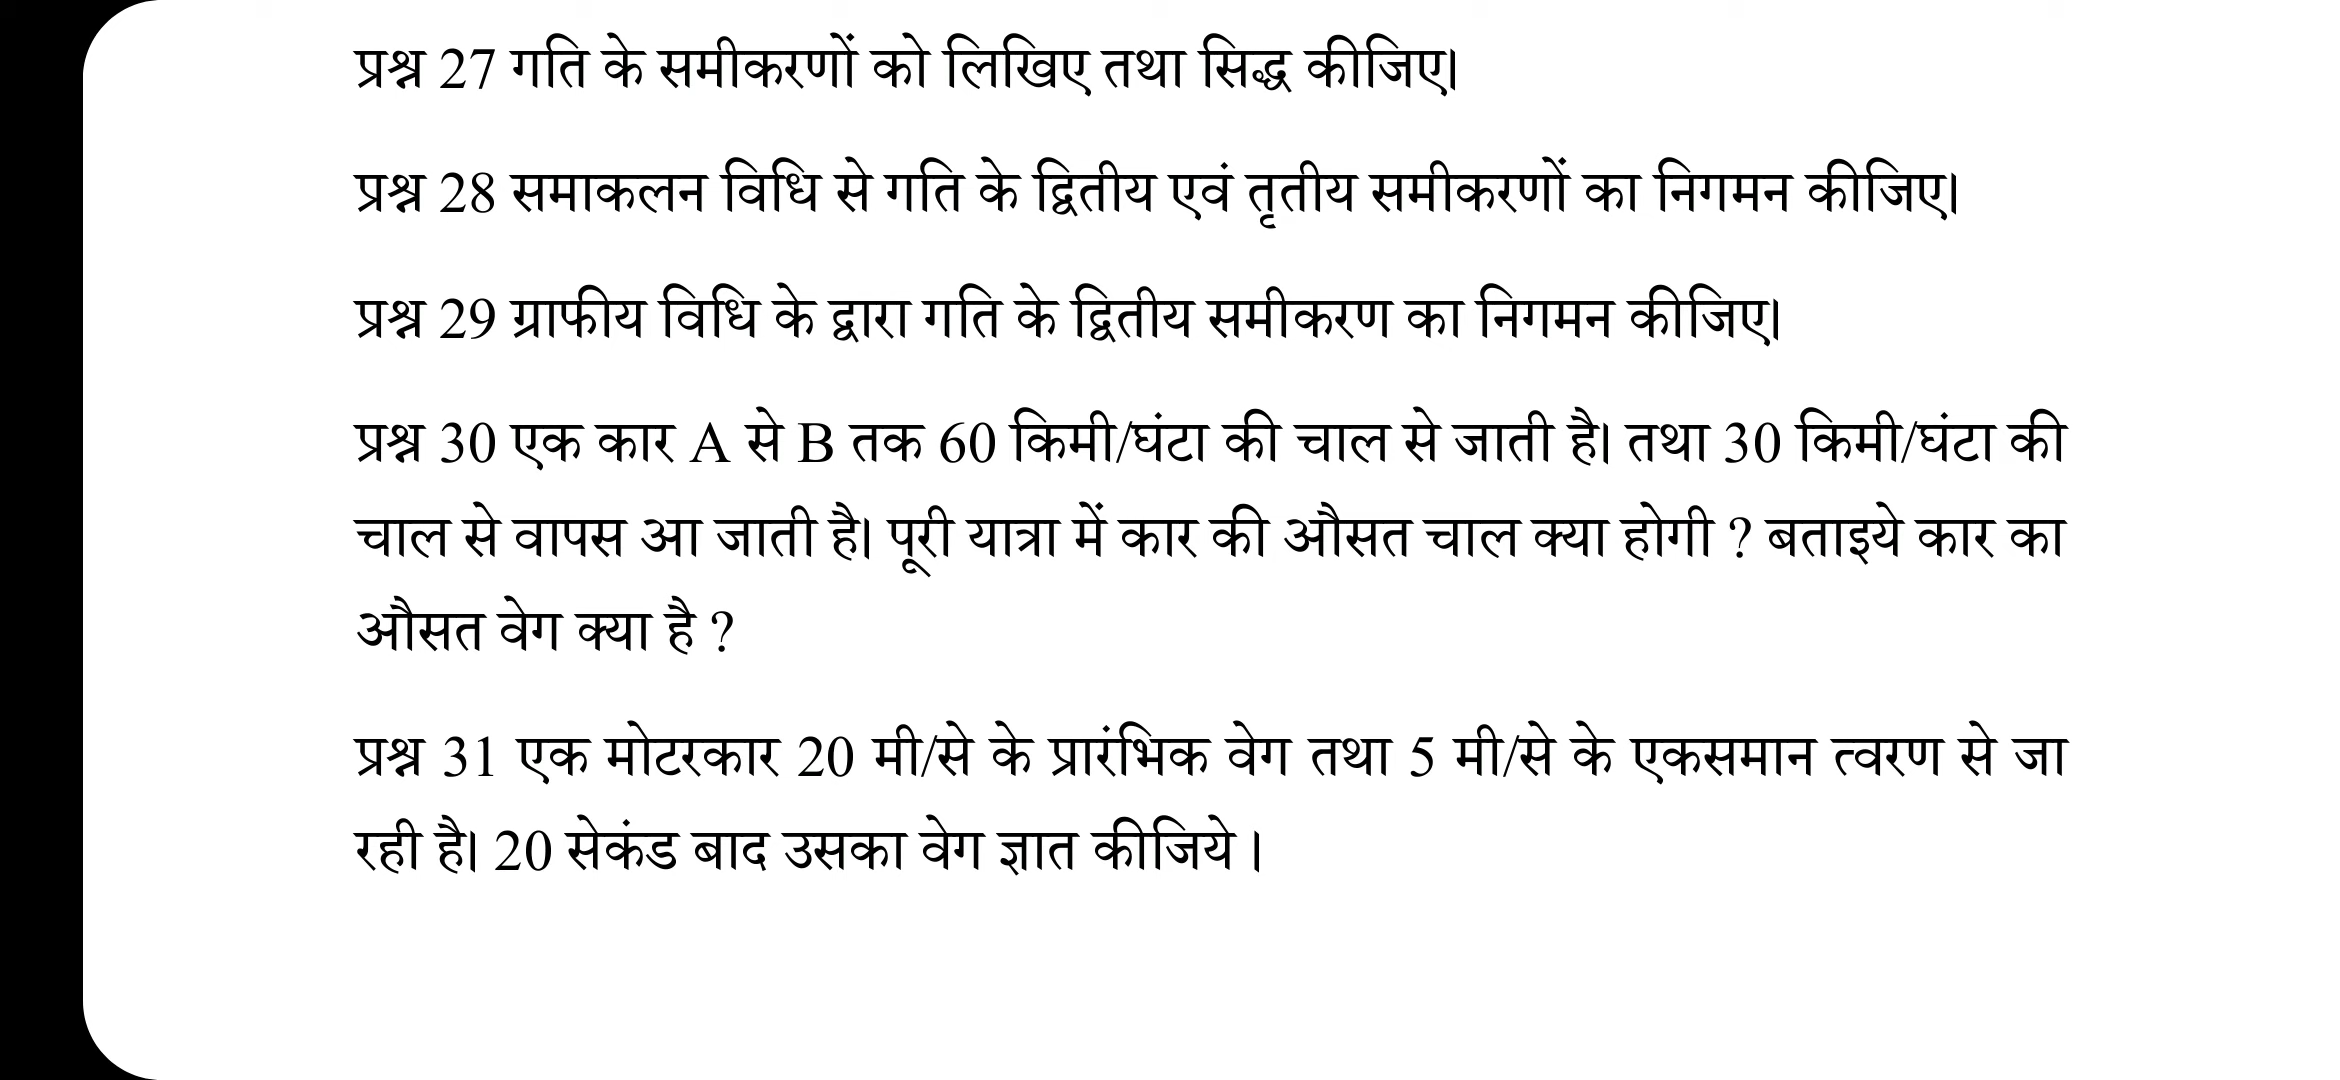 प्रश्न 27 गति के समीकरणों को लिखिए तथा सिद्ध कीजिए।
प्रश्न 28 समाकलन विधि से गति के द्वितीय एवं तृतीय समीकरणों का निगमन कीजिए।
प्रश्न 29 ग्राफीय विधि के द्वारा गति के द्वितीय समीकरण का निगमन कीजिए।
प्रश्न 30 एक कार A से B तक 60 किमी/घंटा की चाल से जाती है। तथा 30 किमी/घंटा की
चाल से वापस आ जाती है। पूरी यात्रा में कार की औसत चाल क्या होगी ? बताइये कार का
औसत वेग क्या है ?
प्रश्न 31 एक मोटरकार 20 मी/से के प्रारंभिक वेग तथा 5 मी/से के एकसमान त्वरण से जा
रही है। 20 सेकंड बाद उसका वेग ज्ञात कीजिये ।